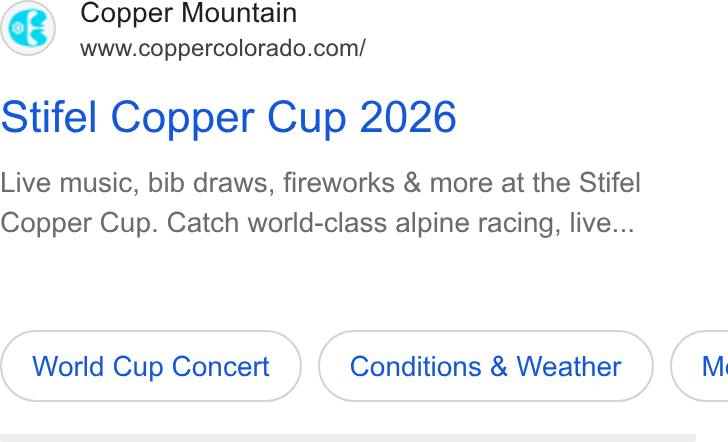 Copper Mountain
www.coppercolorado.com/
Stifel Copper Cup 2026
Live music, bib draws, fireworks & more at the Stifel
Copper Cup. Catch world-class alpine racing, live...
World Cup Concert
Conditions & Weather